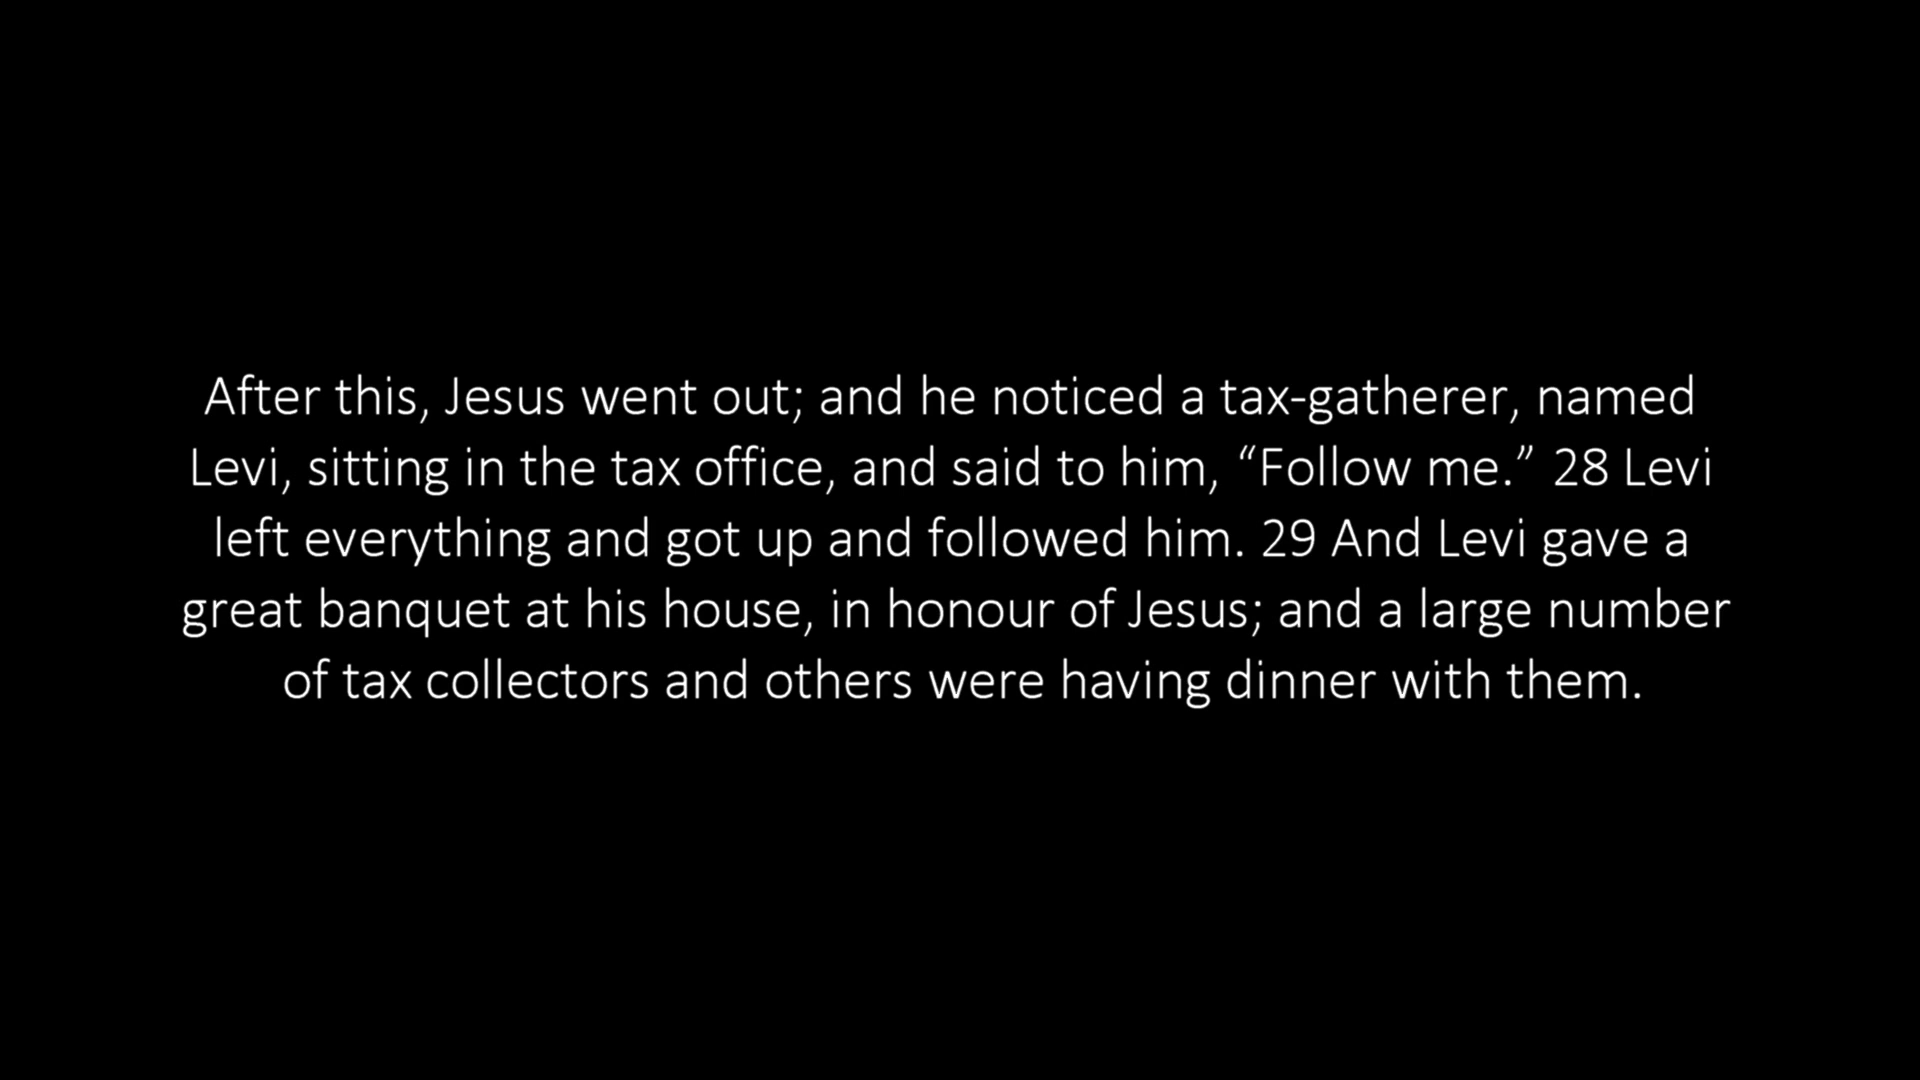 After this, Jesus went out; and he noticed a tax-gatherer, named
Levi, sitting in the tax office, and said to him, “Follow me.” 28 Levi
left everything and got up and followed him. 29 And Levi gave a
great banquet at his house, in honour of Jesus; and a large number
of tax collectors and others were having dinner with them.